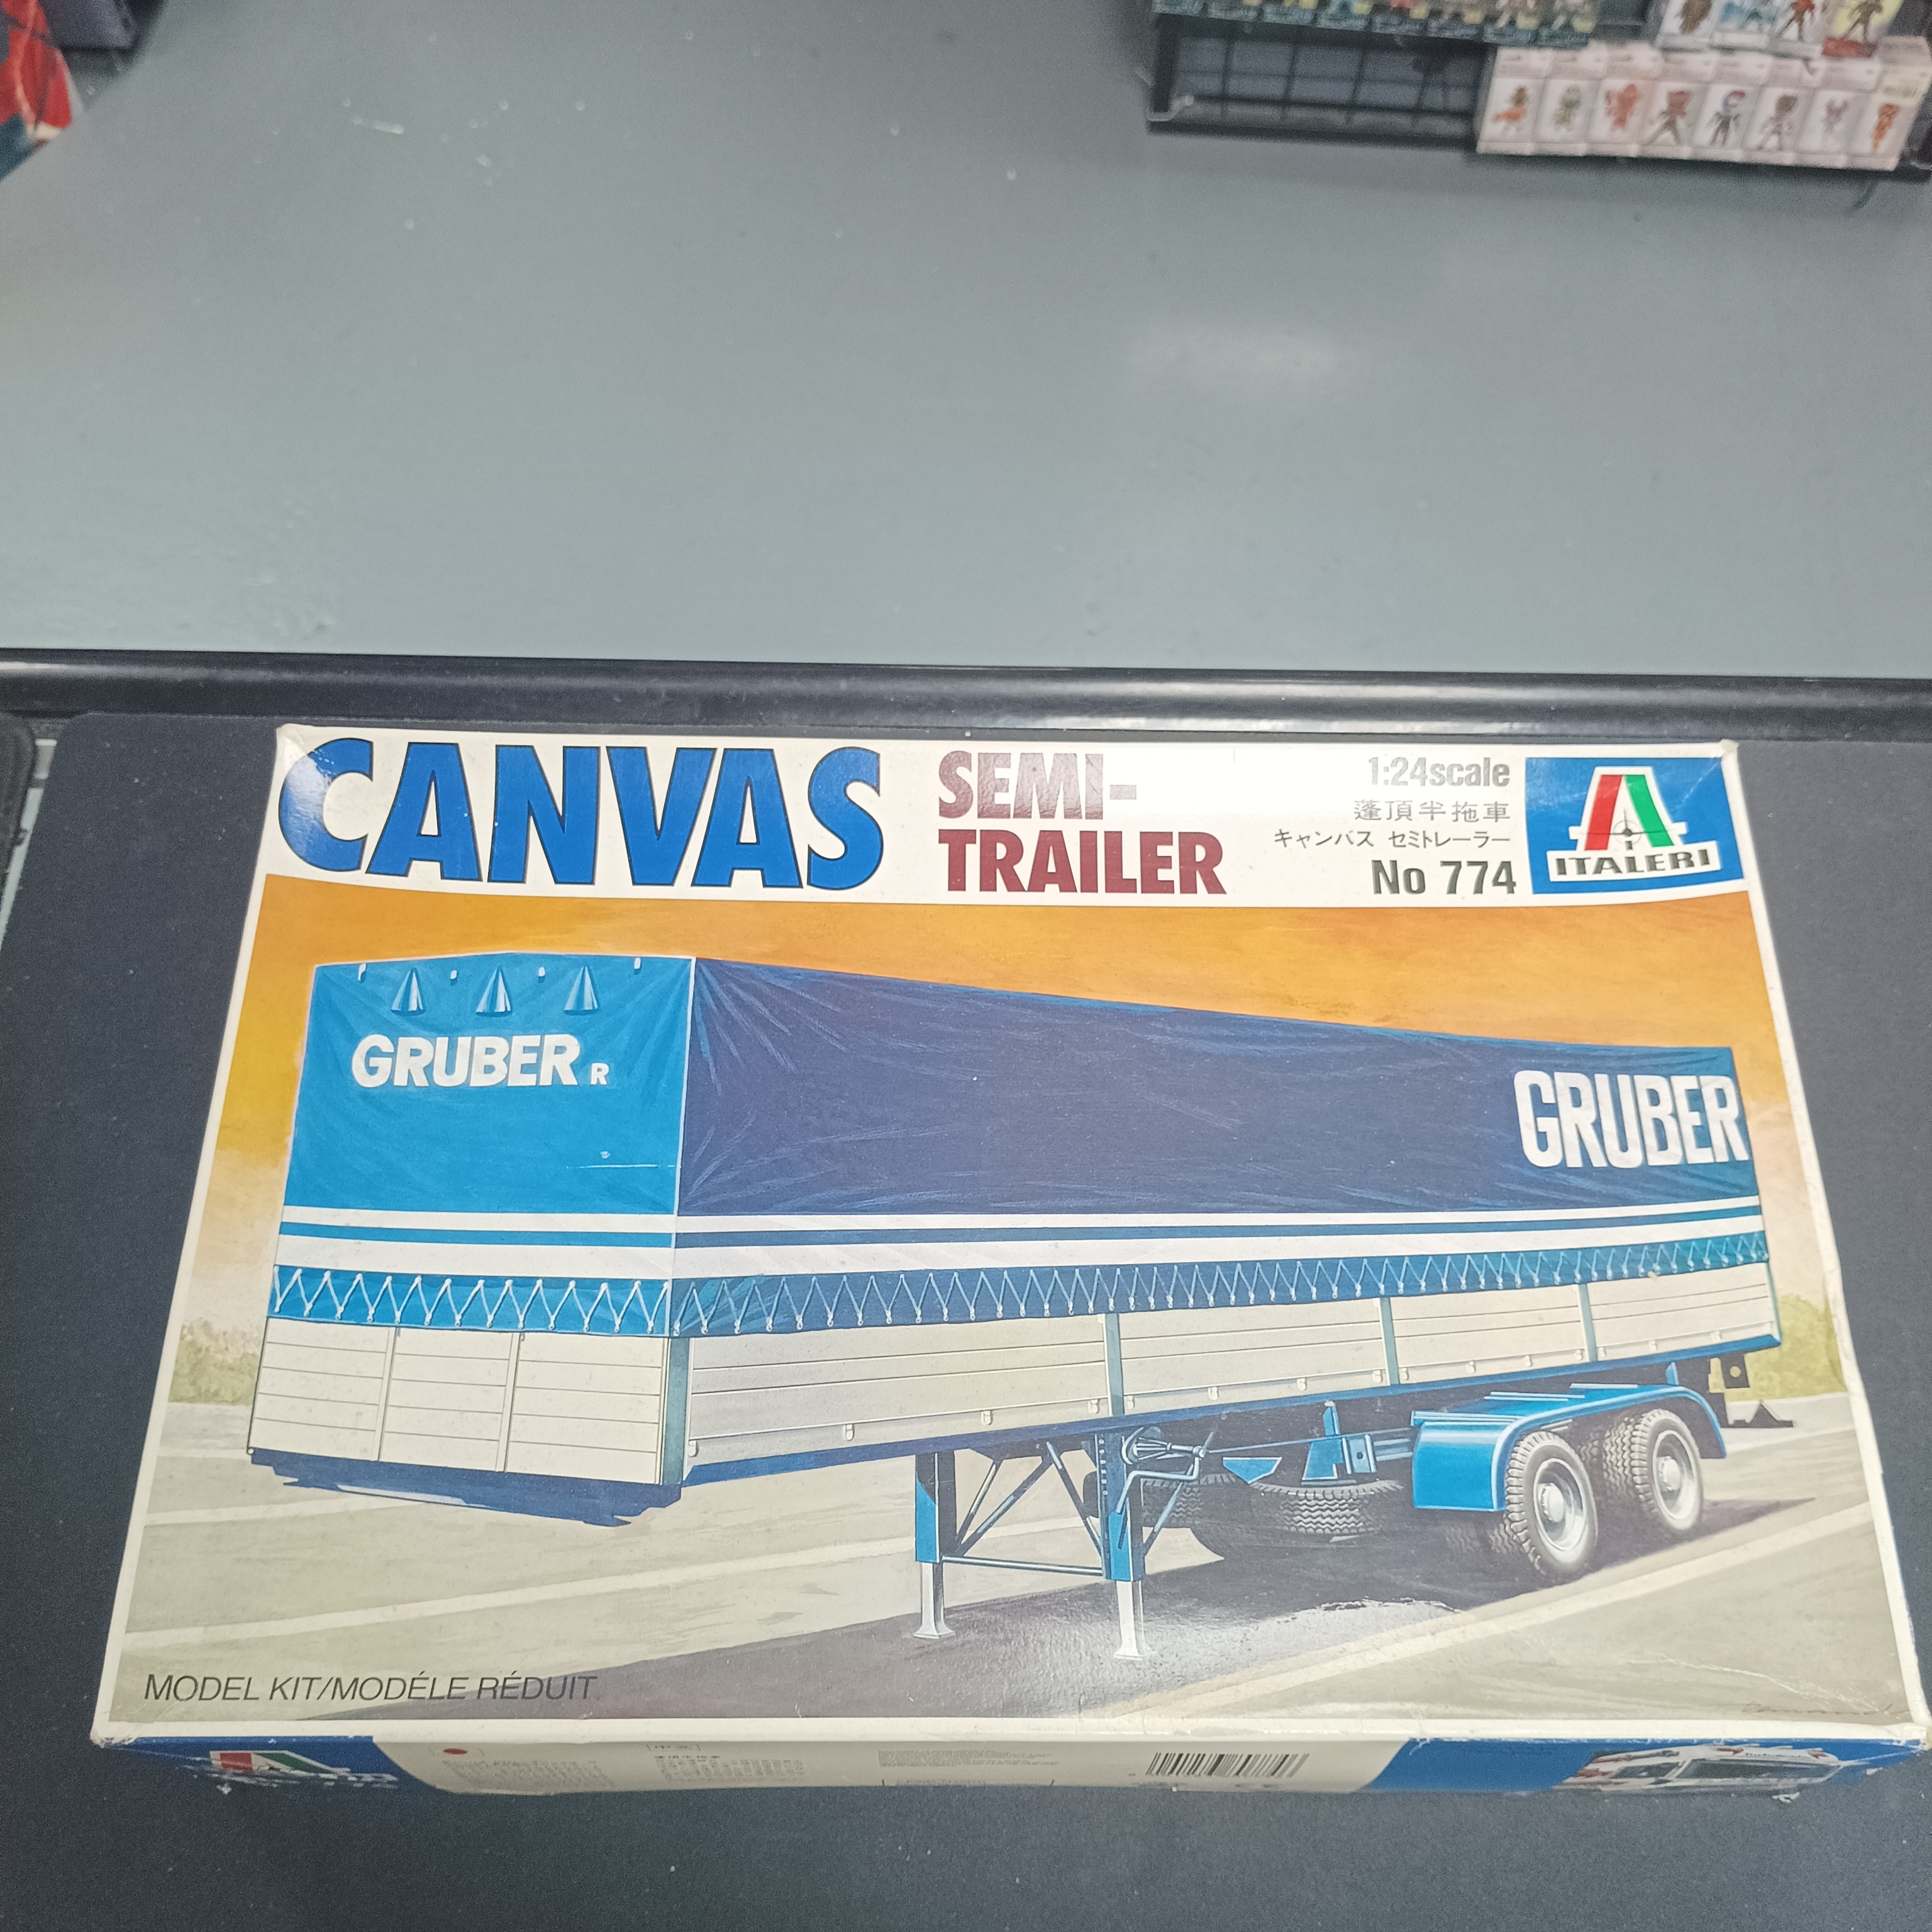 CANVAS
SEMI-
TRAILER
1:24scale
蓬頂半拖車
キャンバス セミトレーラー
No 774
ITALERI
GRUBER R
GRUBER
MODEL KIT/MODÉLE RÉDUIT